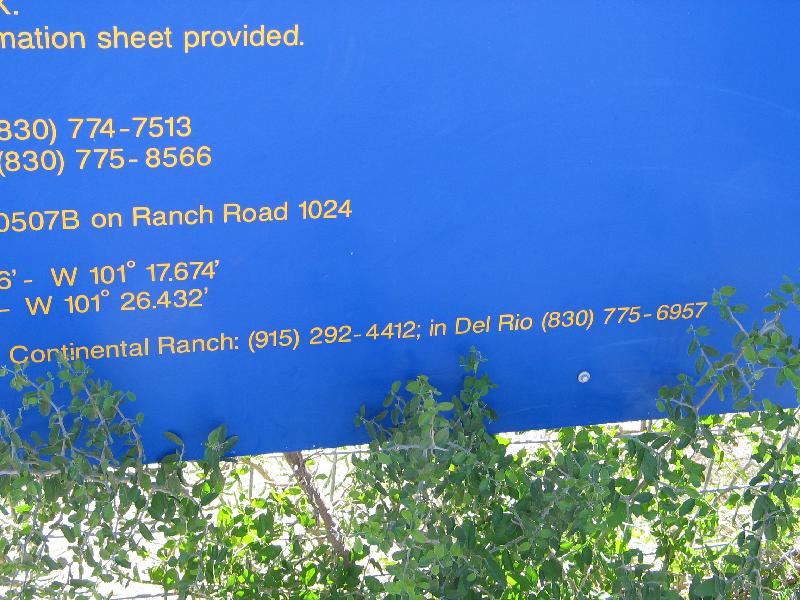 K.
mation sheet provided.
830) 774-7513
(830) 775-8566
0507B on Ranch Road 1024
6' - W 101° 17.674'
- W 101° 26.432'
Continental Ranch: (915) 292-4412; in Del Rio (830) 775-6957